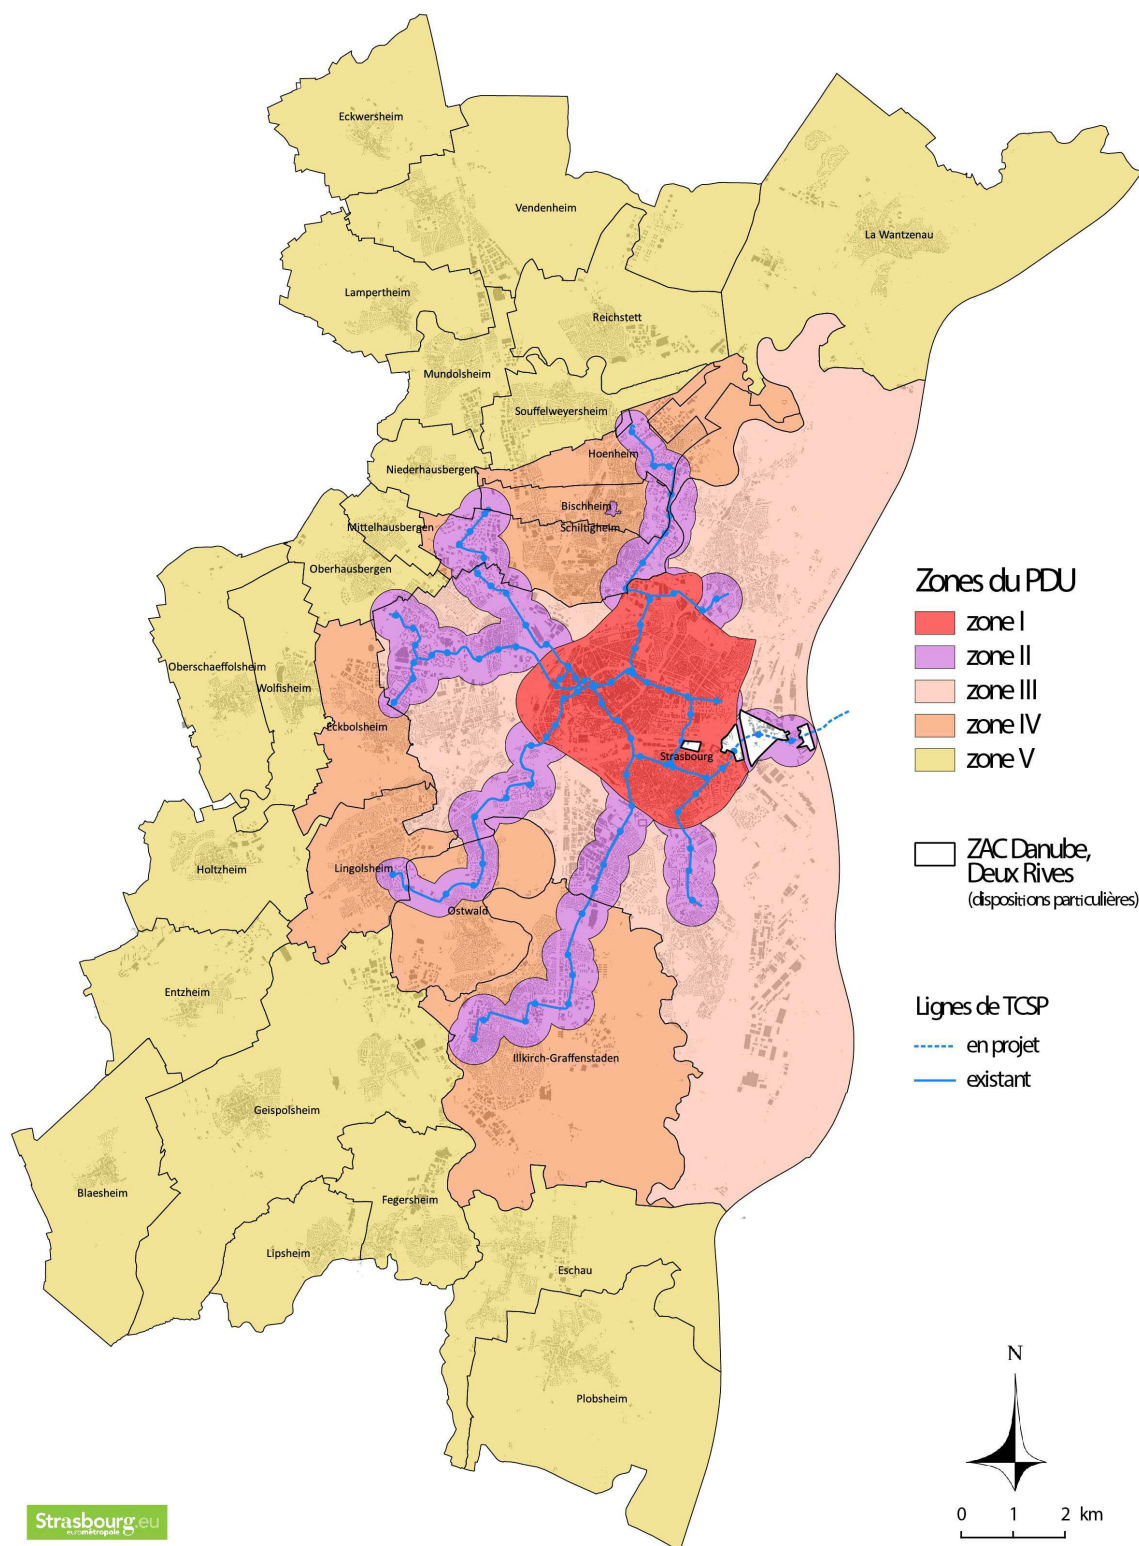 Eckwersheim
Vendenheim
La Wantzenau
Lampertheim
Reichstett
Mundolsheim
Souffelweyersheim
Hoenheim
Niederhausbergen
Bischheim
Mittelhausbergen
Schiltigheim
Oberhausbergen
Oberschaeffolsheim
Wolfisheim
Eckbolsheim
Strasbourg
Holtzheim
Lingolsheim
Ostwald
Entzheim
Illkirch-Graffenstaden
Geispolsheim
Blaesheim
Fegersheim
Lipsheim
Eschau
Plobsheim
Zones du PDU
zone I
zone II
zone III
zone IV
zone V
ZAC Danube,
Deux Rives
(dispositions particulières)
Lignes de TCSP
en projet
existant
N
0 1 2 km
Strasbourg.eu
eurométropole